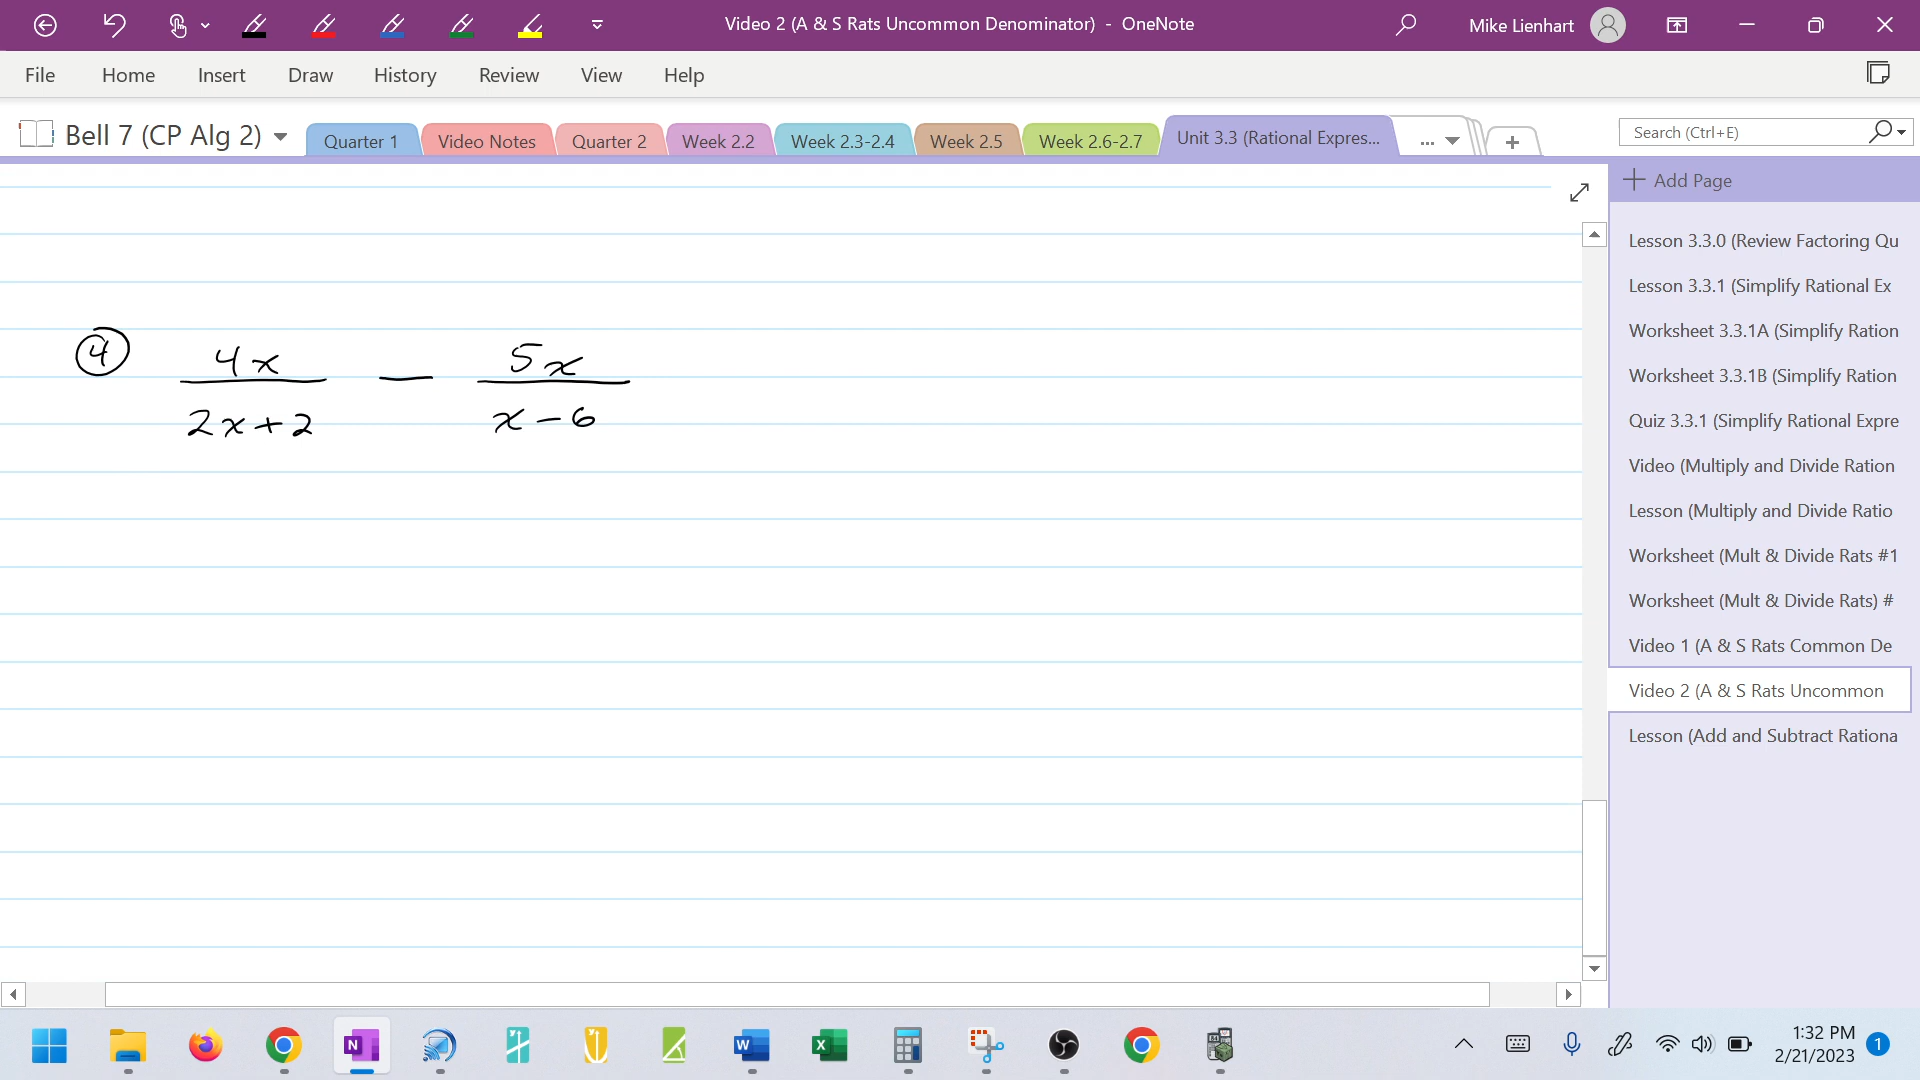 Video 2 (A & S Rats Uncommon Denominator) - OneNote
Mike Lienhart
File Home Insert Draw History Review View Help
Bell 7 (CP Alg 2)
Quarter 1 Video Notes Quarter 2 Week 2.2 Week 2.3-2.4 Week 2.5 Week 2.6-2.7 Unit 3.3 (Rational Expres... ... +
Search (Ctrl+E)
Add Page
Lesson 3.3.0 (Review Factoring Qu
Lesson 3.3.1 (Simplify Rational Ex
Worksheet 3.3.1A (Simplify Ration
Worksheet 3.3.1B (Simplify Ration
Quiz 3.3.1 (Simplify Rational Expre
Video (Multiply and Divide Ration
Lesson (Multiply and Divide Ratio
Worksheet (Mult & Divide Rats #1
Worksheet (Mult & Divide Rats) #
Video 1 (A & S Rats Common De
Video 2 (A & S Rats Uncommon
Lesson (Add and Subtract Rationa
4 4x — 5x
2x+2 x-6
1:32 PM
2/21/2023 1